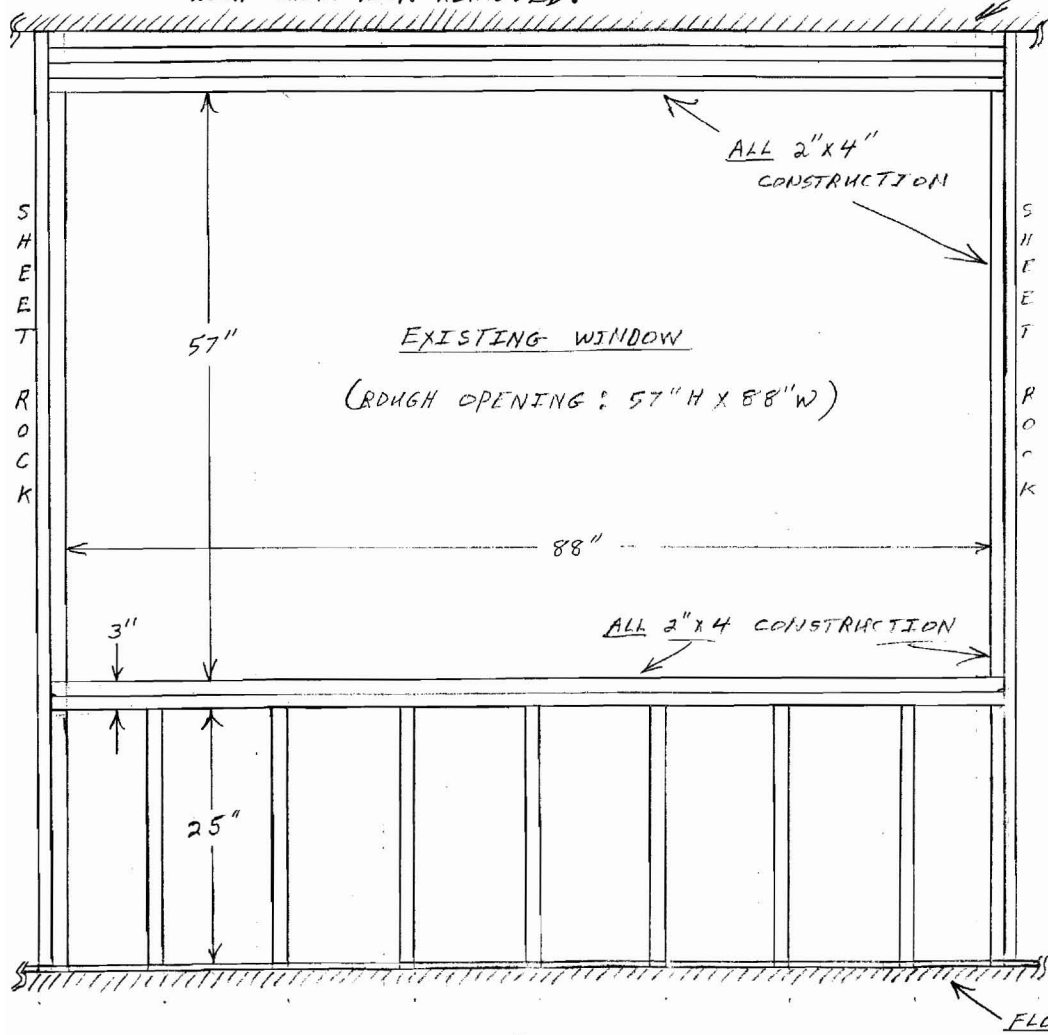 ALL 2"x4"
CONSTRUCTION
SHEET ROCK
SHEET ROCK
57"
EXISTING WINDOW
(ROUGH OPENING: 57"H X 88"W)
88"
3"
ALL 2"x4 CONSTRUCTION
25"